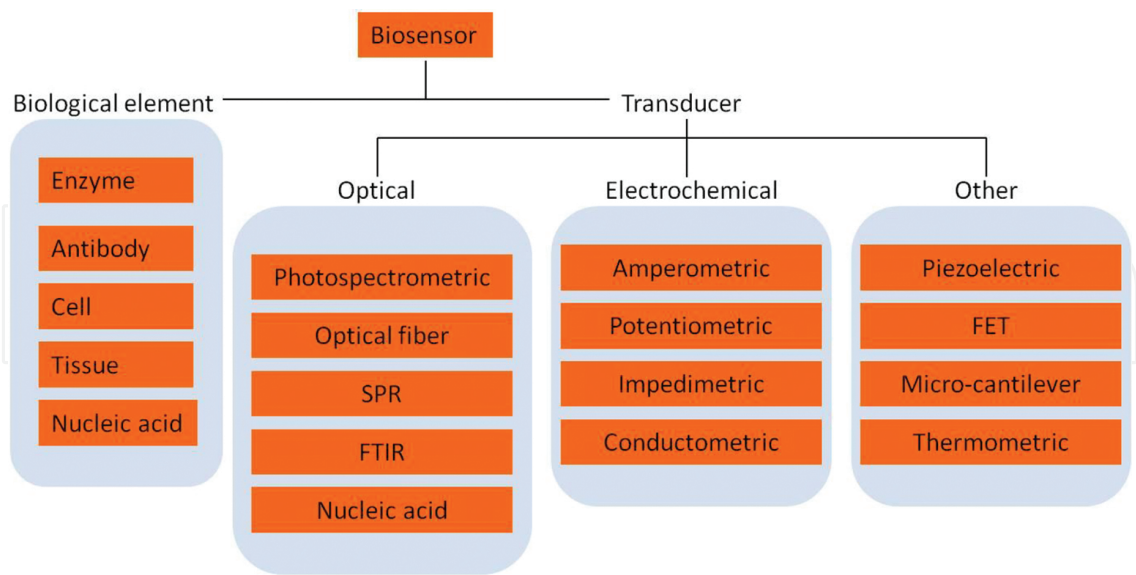 Biosensor
Biological element
Transducer
Enzyme
Antibody
Cell
Tissue
Nucleic acid
Optical
Photospectrometric
Optical fiber
SPR
FTIR
Nucleic acid
Electrochemical
Amperometric
Potentiometric
Impedimetric
Conductometric
Other
Piezoelectric
FET
Micro-cantilever
Thermometric